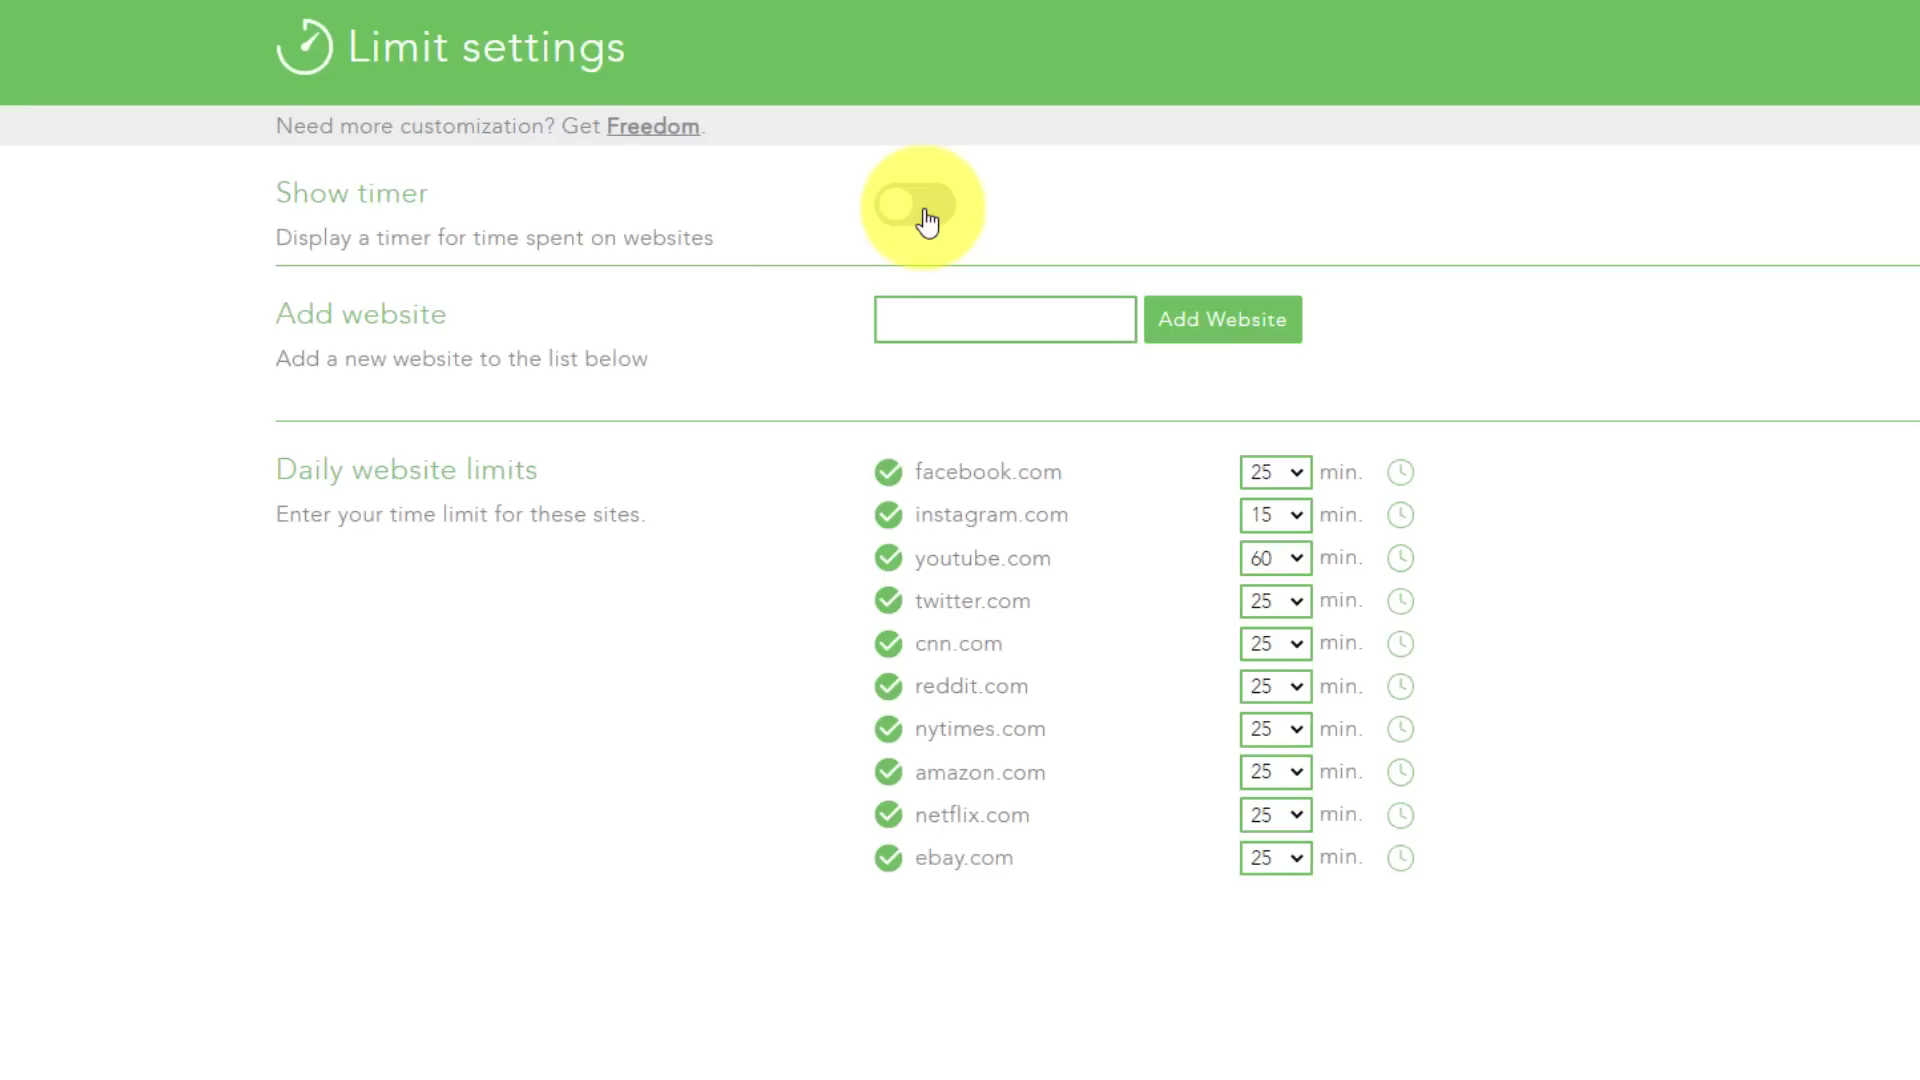 Limit settings
Need more customization? Get Freedom.
Show timer
Display a timer for time spent on websites
Add website
Add Website
Add a new website to the list below
Daily website limits
Enter your time limit for these sites.
facebook.com 25 min.
instagram.com 15 min.
youtube.com 60 min.
twitter.com 25 min.
cnn.com 25 min.
reddit.com 25 min.
nytimes.com 25 min.
amazon.com 25 min.
netflix.com 25 min.
ebay.com 25 min.